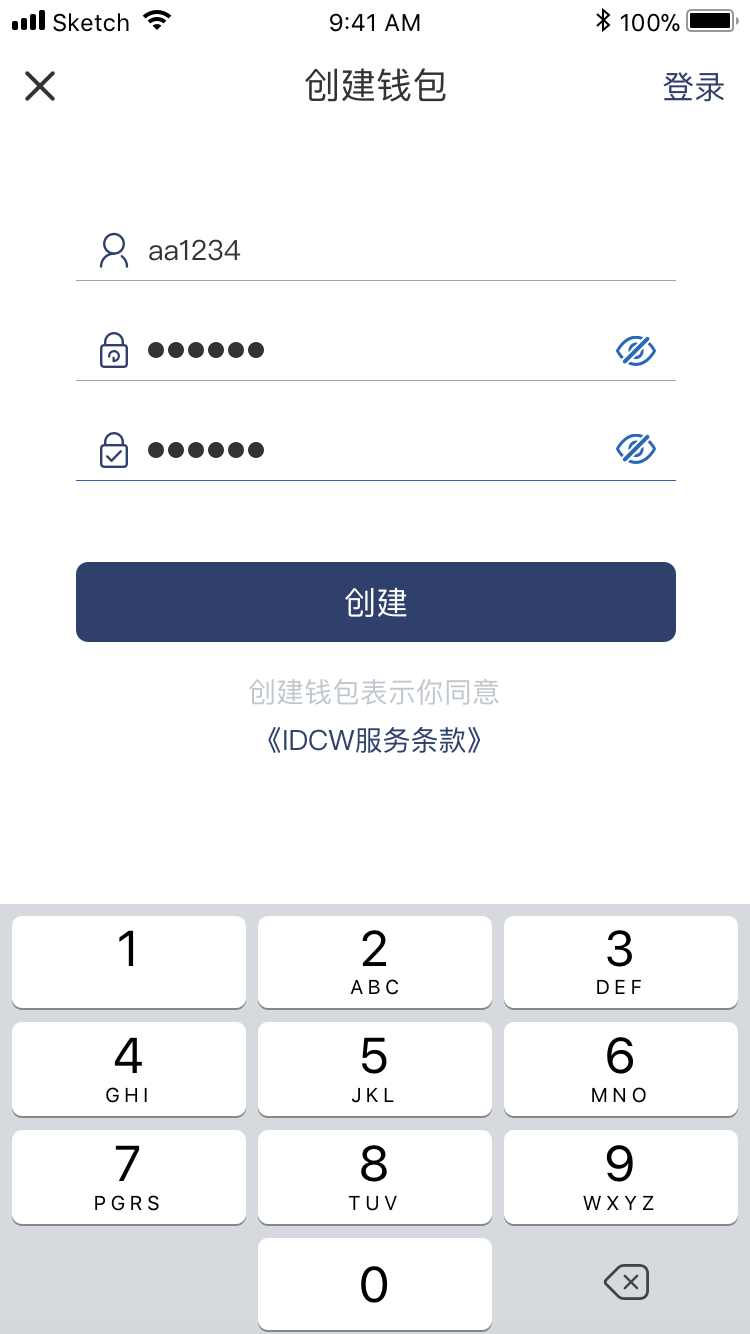 Sketch 9:41 AM 100%
创建钱包 登录
aa1234
●●●●●●
●●●●●●
创建
创建钱包表示你同意
《IDCW服务条款》
1 2 3
ABC DEF
4 5 6
GHI JKL MNO
7 8 9
PGRS TUV WXYZ
0